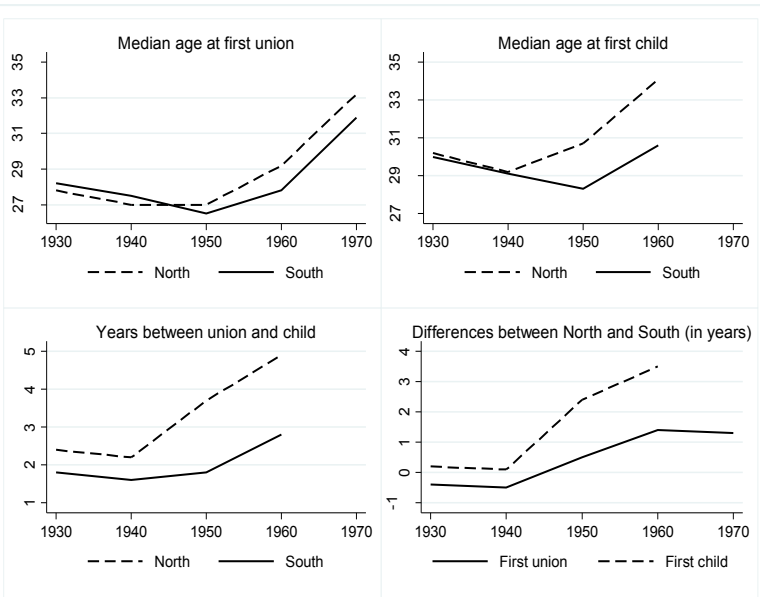 Median age at first union
35
33
31
29
27
1930 1940 1950 1960 1970
North South
Median age at first child
35
33
31
29
27
1930 1940 1950 1960 1970
North South
Years between union and child
5
4
3
2
1
1930 1940 1950 1960 1970
North South
Differences between North and South (in years)
4
3
2
1
0
-1
1930 1940 1950 1960 1970
First union First child